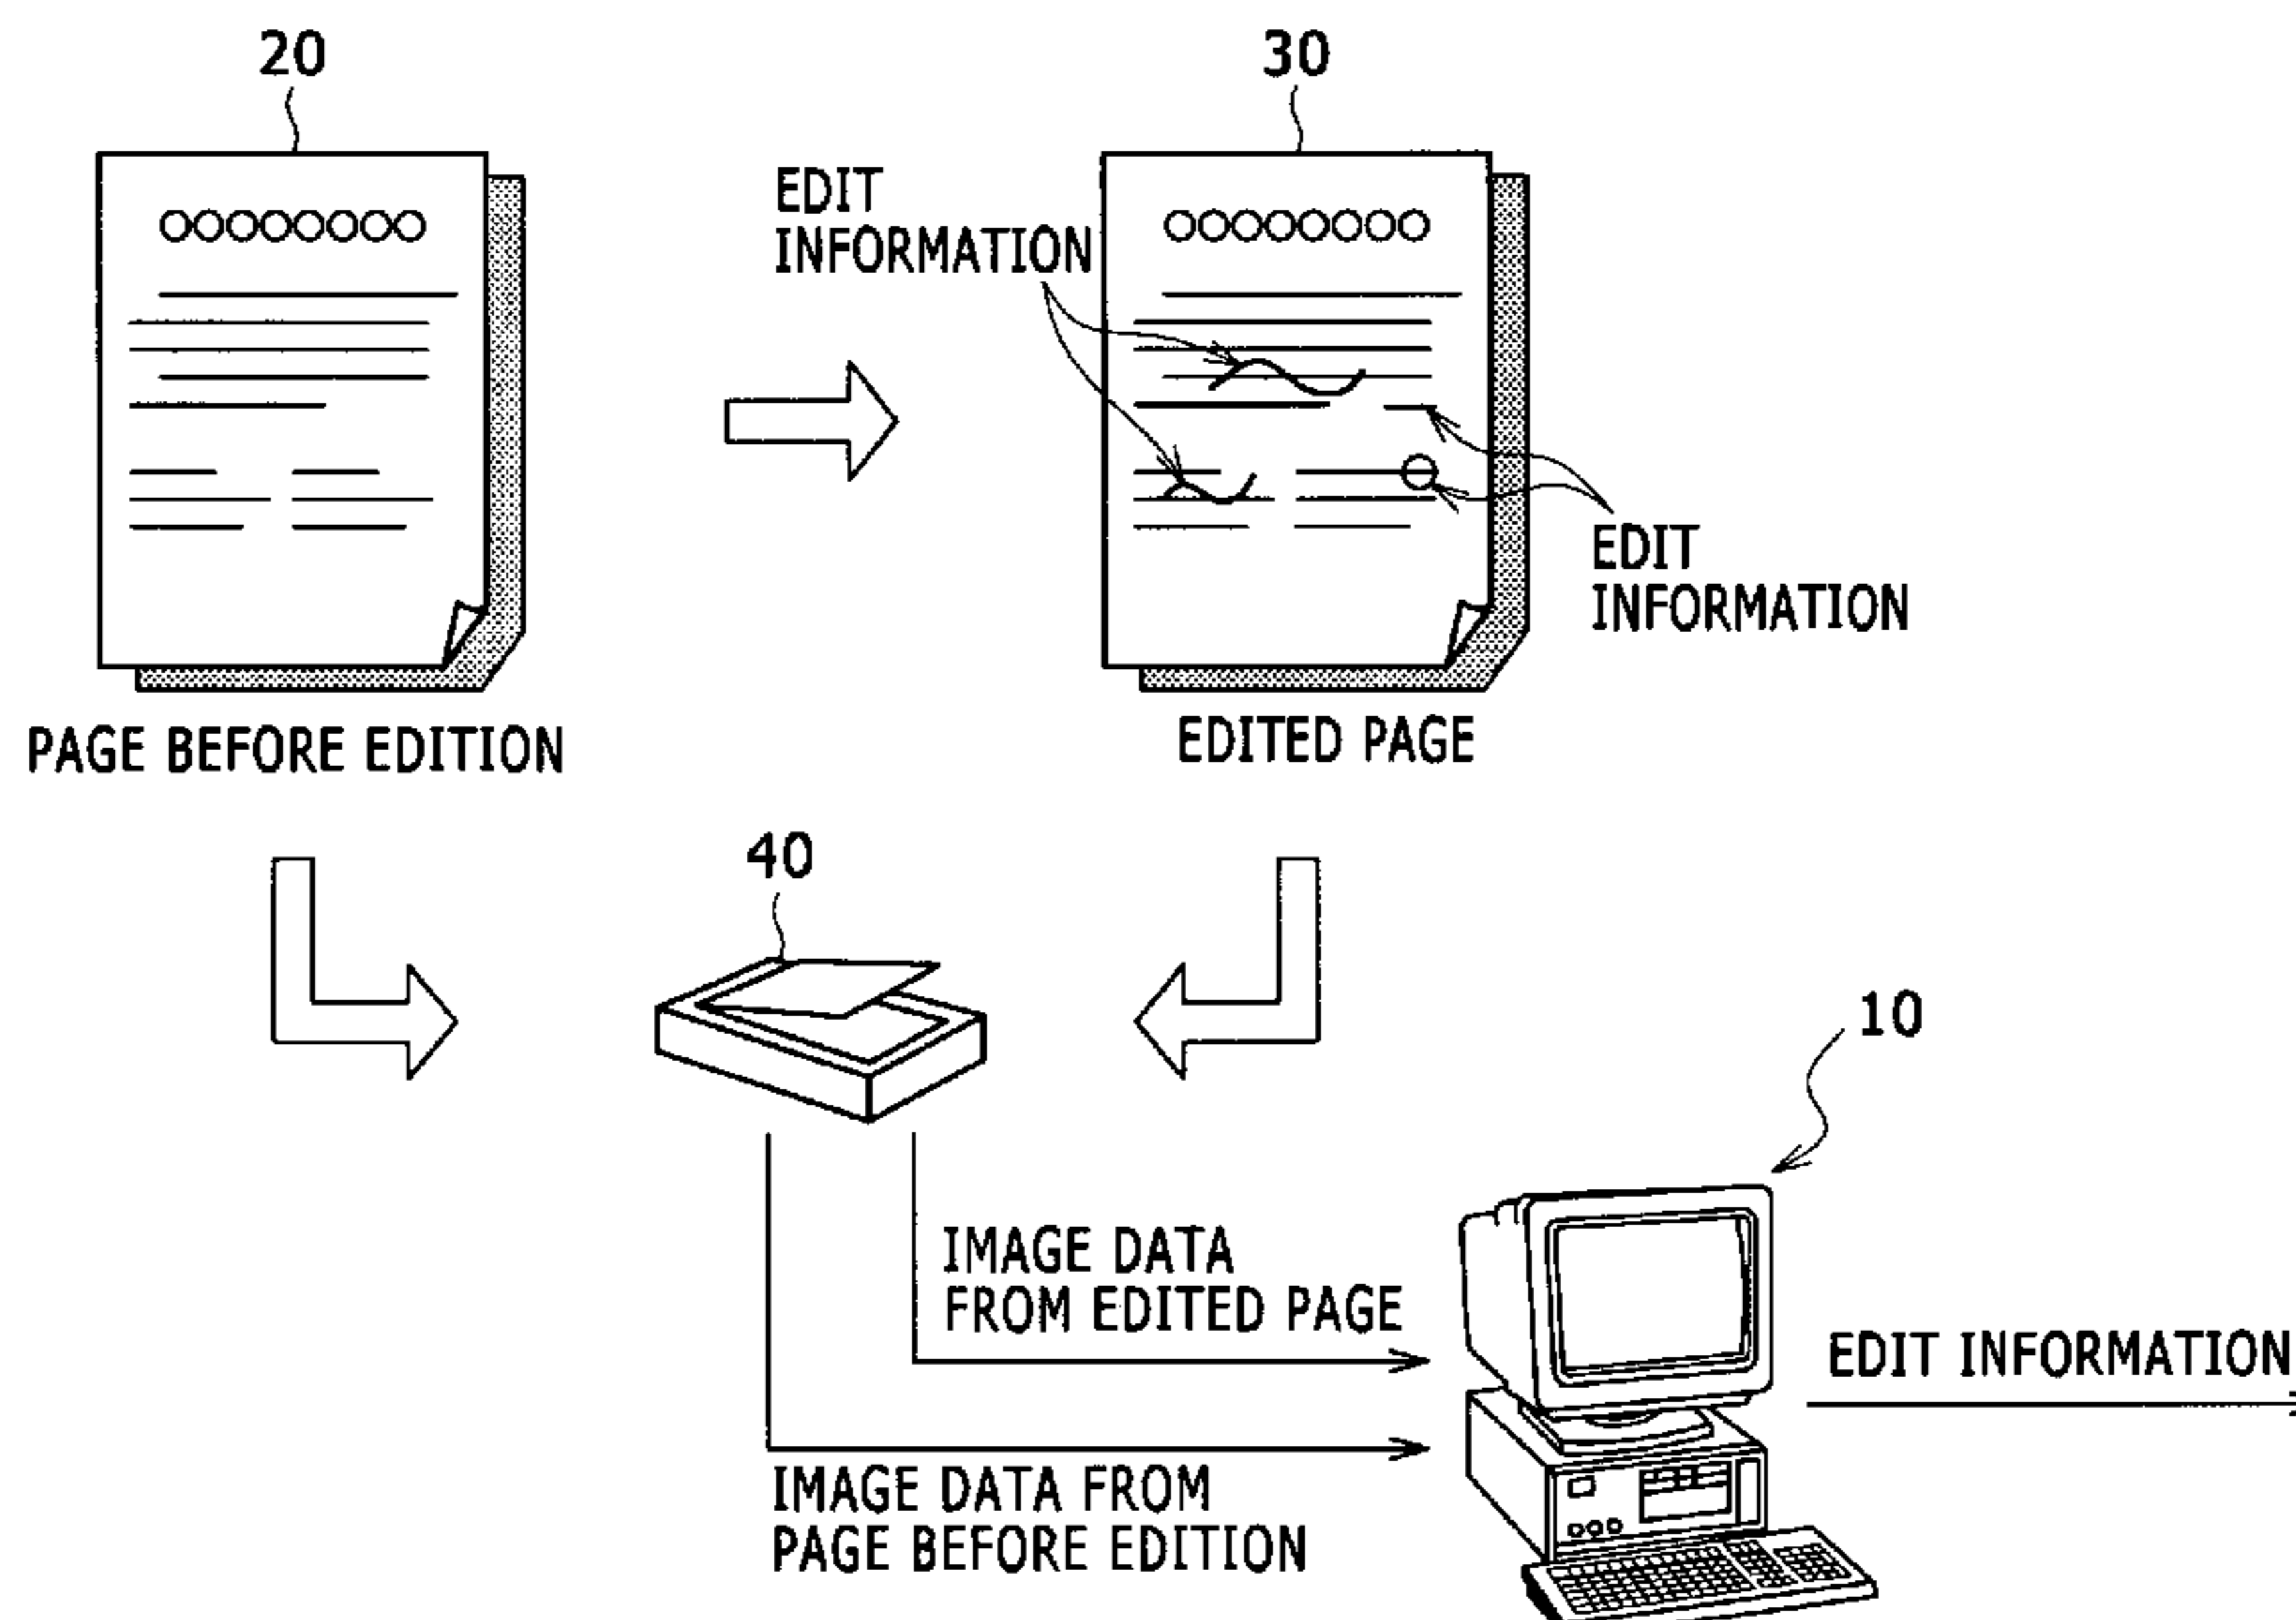 20
30
EDIT
INFORMATION
EDIT
INFORMATION
PAGE BEFORE EDITION
EDITED PAGE
40
10
IMAGE DATA
FROM EDITED PAGE
EDIT INFORMATION
IMAGE DATA FROM
PAGE BEFORE EDITION